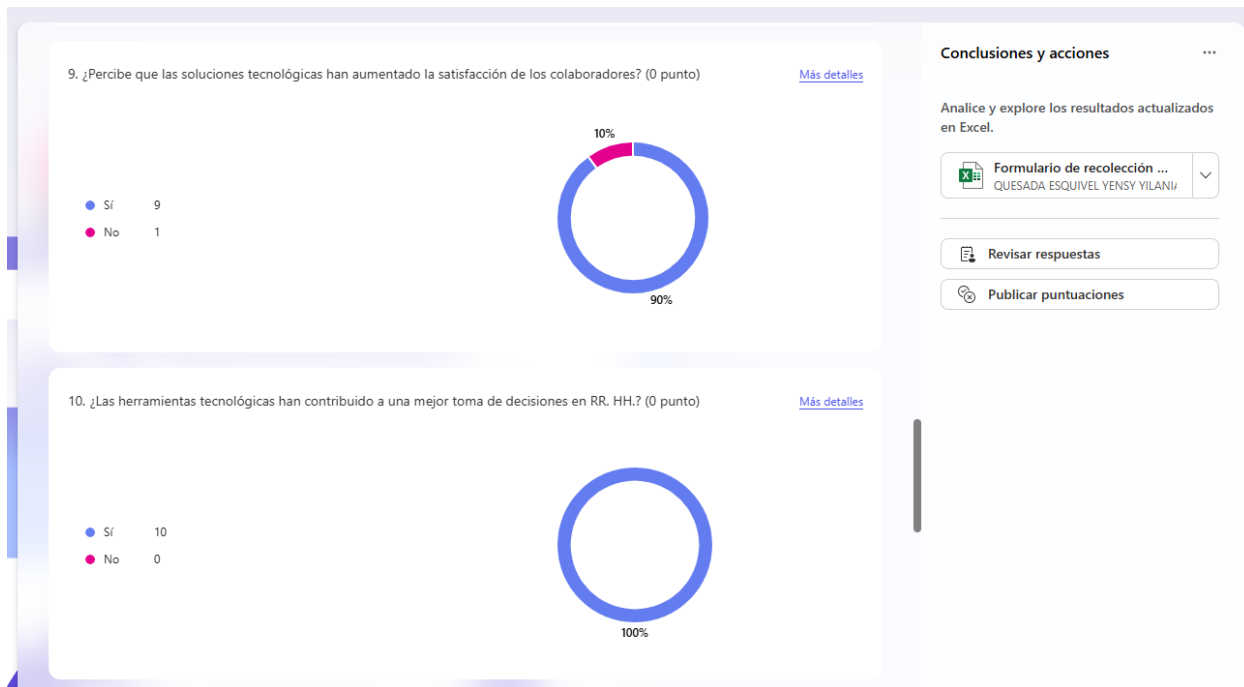 9. ¿Percibe que las soluciones tecnológicas han aumentado la satisfacción de los colaboradores? (0 punto)
Más detalles
10%
Sí 9
No 1
90%
10. ¿Las herramientas tecnológicas han contribuido a una mejor toma de decisiones en RR. HH.? (0 punto)
Más detalles
Sí 10
No 0
100%
Conclusiones y acciones
Analice y explore los resultados actualizados
en Excel.
Formulario de recolección ...
QUESADA ESQUIVEL YENSY YILANI
Revisar respuestas
Publicar puntuaciones